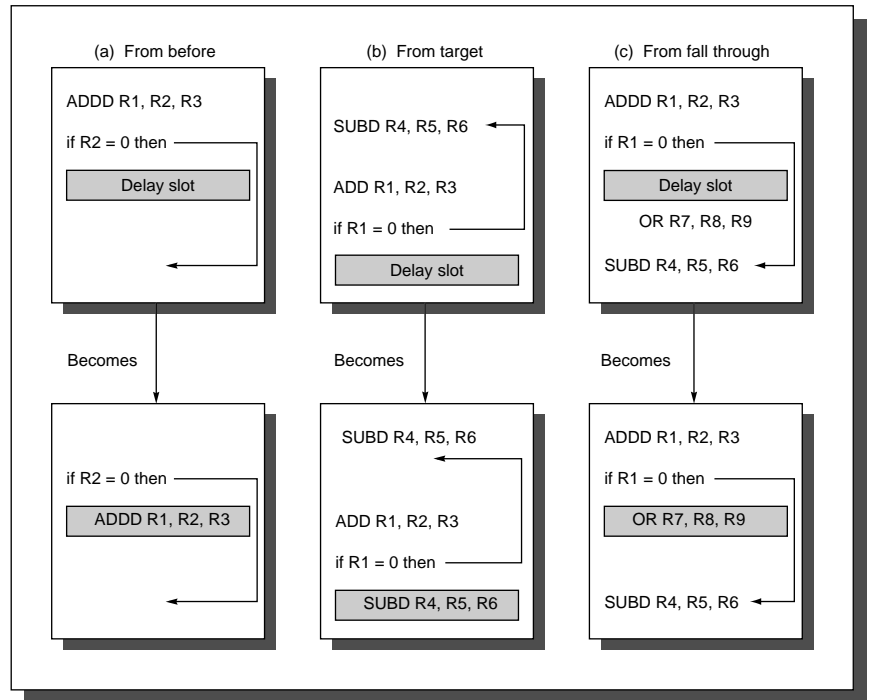 (a) From before
ADDD R1, R2, R3
if R2 = 0 then
Delay slot
Becomes
if R2 = 0 then
ADDD R1, R2, R3
(b) From target
SUBD R4, R5, R6
ADD R1, R2, R3
if R1 = 0 then
Delay slot
Becomes
SUBD R4, R5, R6
ADD R1, R2, R3
if R1 = 0 then
SUBD R4, R5, R6
(c) From fall through
ADDD R1, R2, R3
if R1 = 0 then
Delay slot
OR R7, R8, R9
SUBD R4, R5, R6
Becomes
ADDD R1, R2, R3
if R1 = 0 then
OR R7, R8, R9
SUBD R4, R5, R6